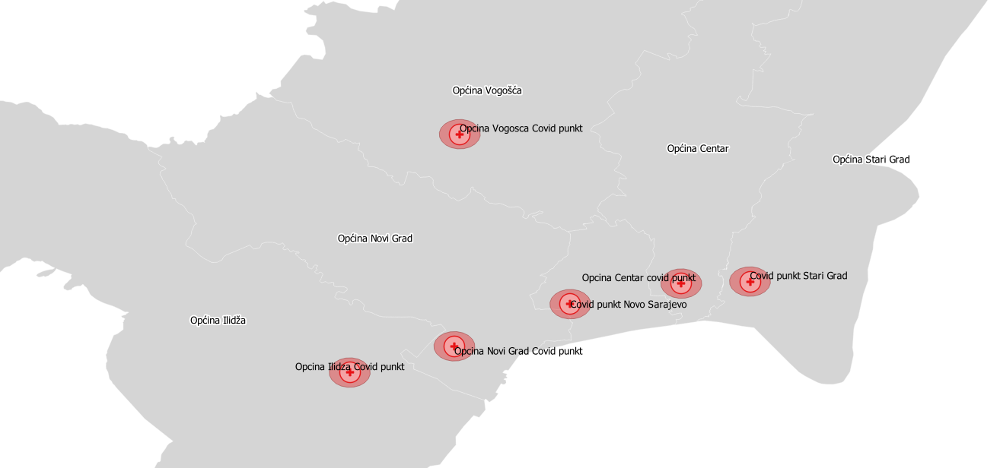 Općina Vogošća
Opcina Vogosca Covid punkt
Općina Centar
Općina Stari Grad
Općina Novi Grad
Covid punkt Stari Grad
Opcina Centar covid punkt
Covid punkt Novo Sarajevo
Općina Ilidža
Opcina Novi Grad Covid punkt
Opcina Ilidza Covid punkt